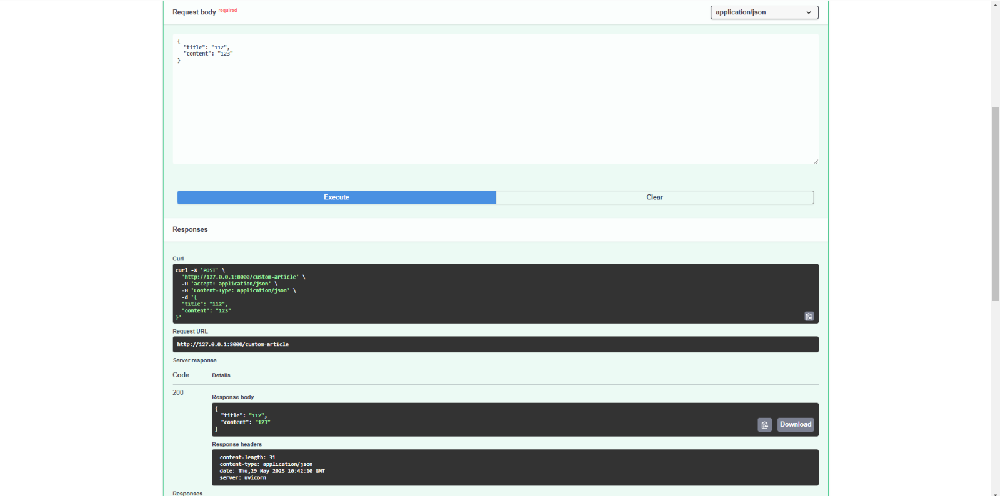 Request body required
application/json
{
  "title": "112",
  "content": "123"
}
Execute
Clear
Responses
Curl
curl -X 'POST' \
  'http://127.0.0.1:8000/custom-article' \
  -H 'accept: application/json' \
  -H 'Content-Type: application/json' \
  -d '{
  "title": "112",
  "content": "123"
}'
Request URL
http://127.0.0.1:8000/custom-article
Server response
Code Details
200
Response body
{
  "title": "112",
  "content": "123"
}
Download
Response headers
content-length: 31
content-type: application/json
date: Thu,29 May 2025 10:42:10 GMT
server: uvicorn
Responses